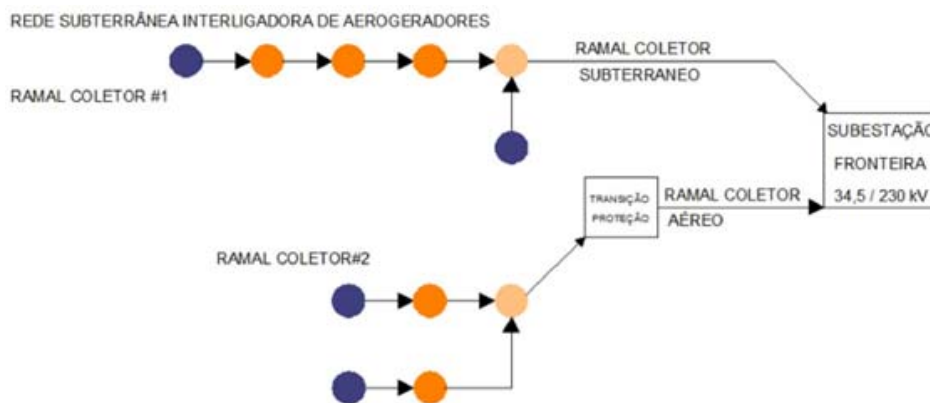 REDE SUBTERRÂNEA INTERLIGADORA DE AEROGERADORES
RAMAL COLETOR
SUBTERRANEO
RAMAL COLETOR #1
SUBESTAÇÃO
FRONTEIRA
34,5 / 230 kV
TRANSIÇÃO
PROTEÇÃO
RAMAL COLETOR
AÉREO
RAMAL COLETOR#2